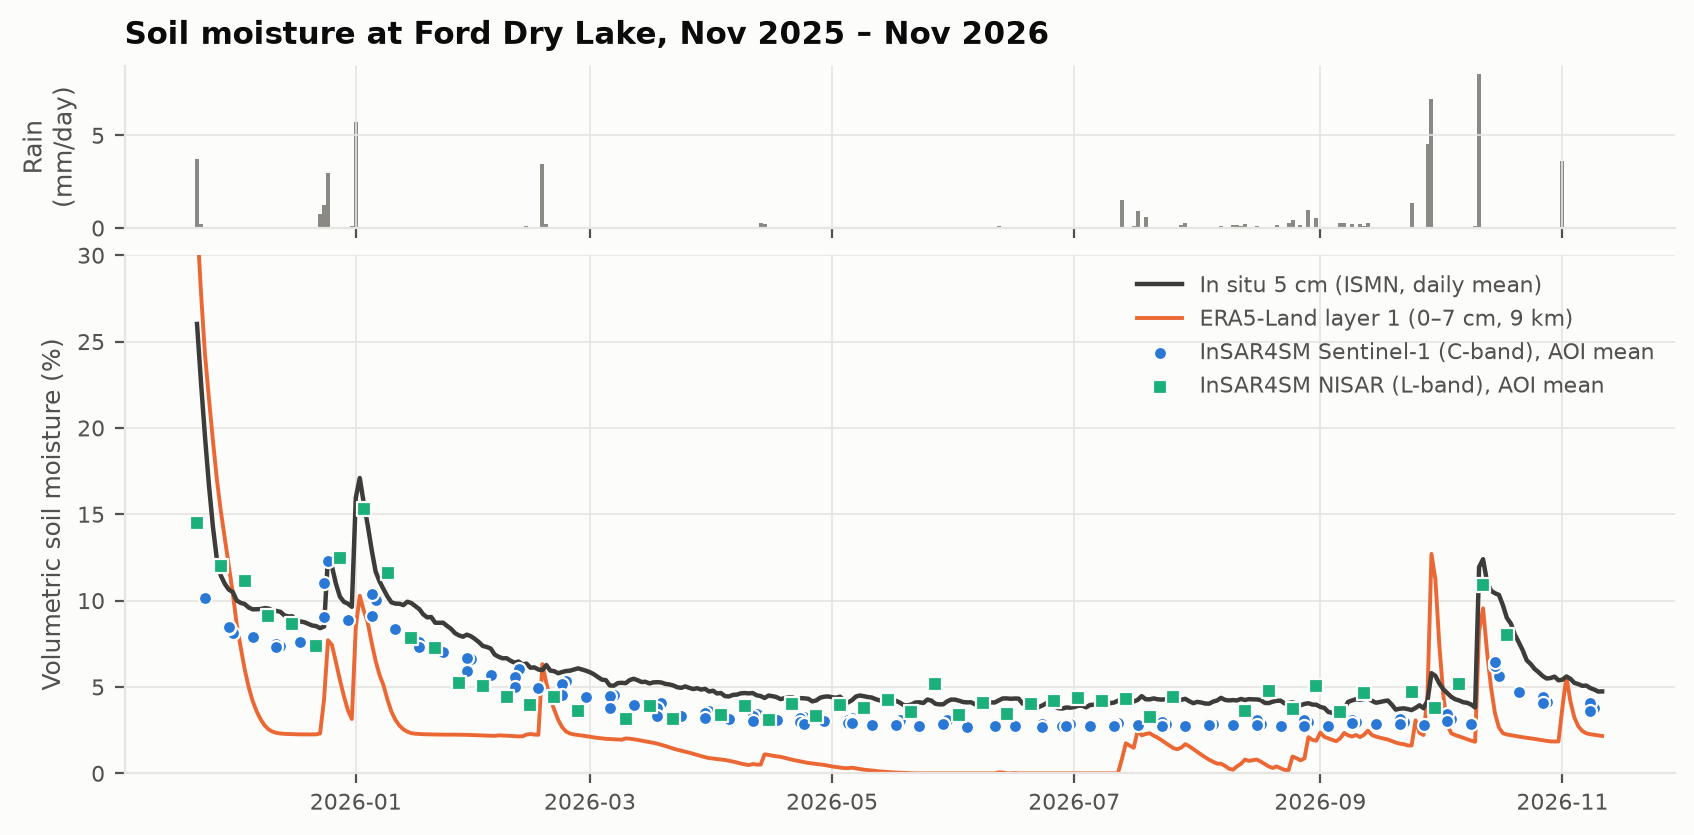 Soil moisture at Ford Dry Lake, Nov 2025 – Nov 2026
Rain
(mm/day)
5
0
Volumetric soil moisture (%)
30
25
20
15
10
5
0
In situ 5 cm (ISMN, daily mean)
ERA5-Land layer 1 (0–7 cm, 9 km)
InSAR4SM Sentinel-1 (C-band), AOI mean
InSAR4SM NISAR (L-band), AOI mean
2026-01
2026-03
2026-05
2026-07
2026-09
2026-11